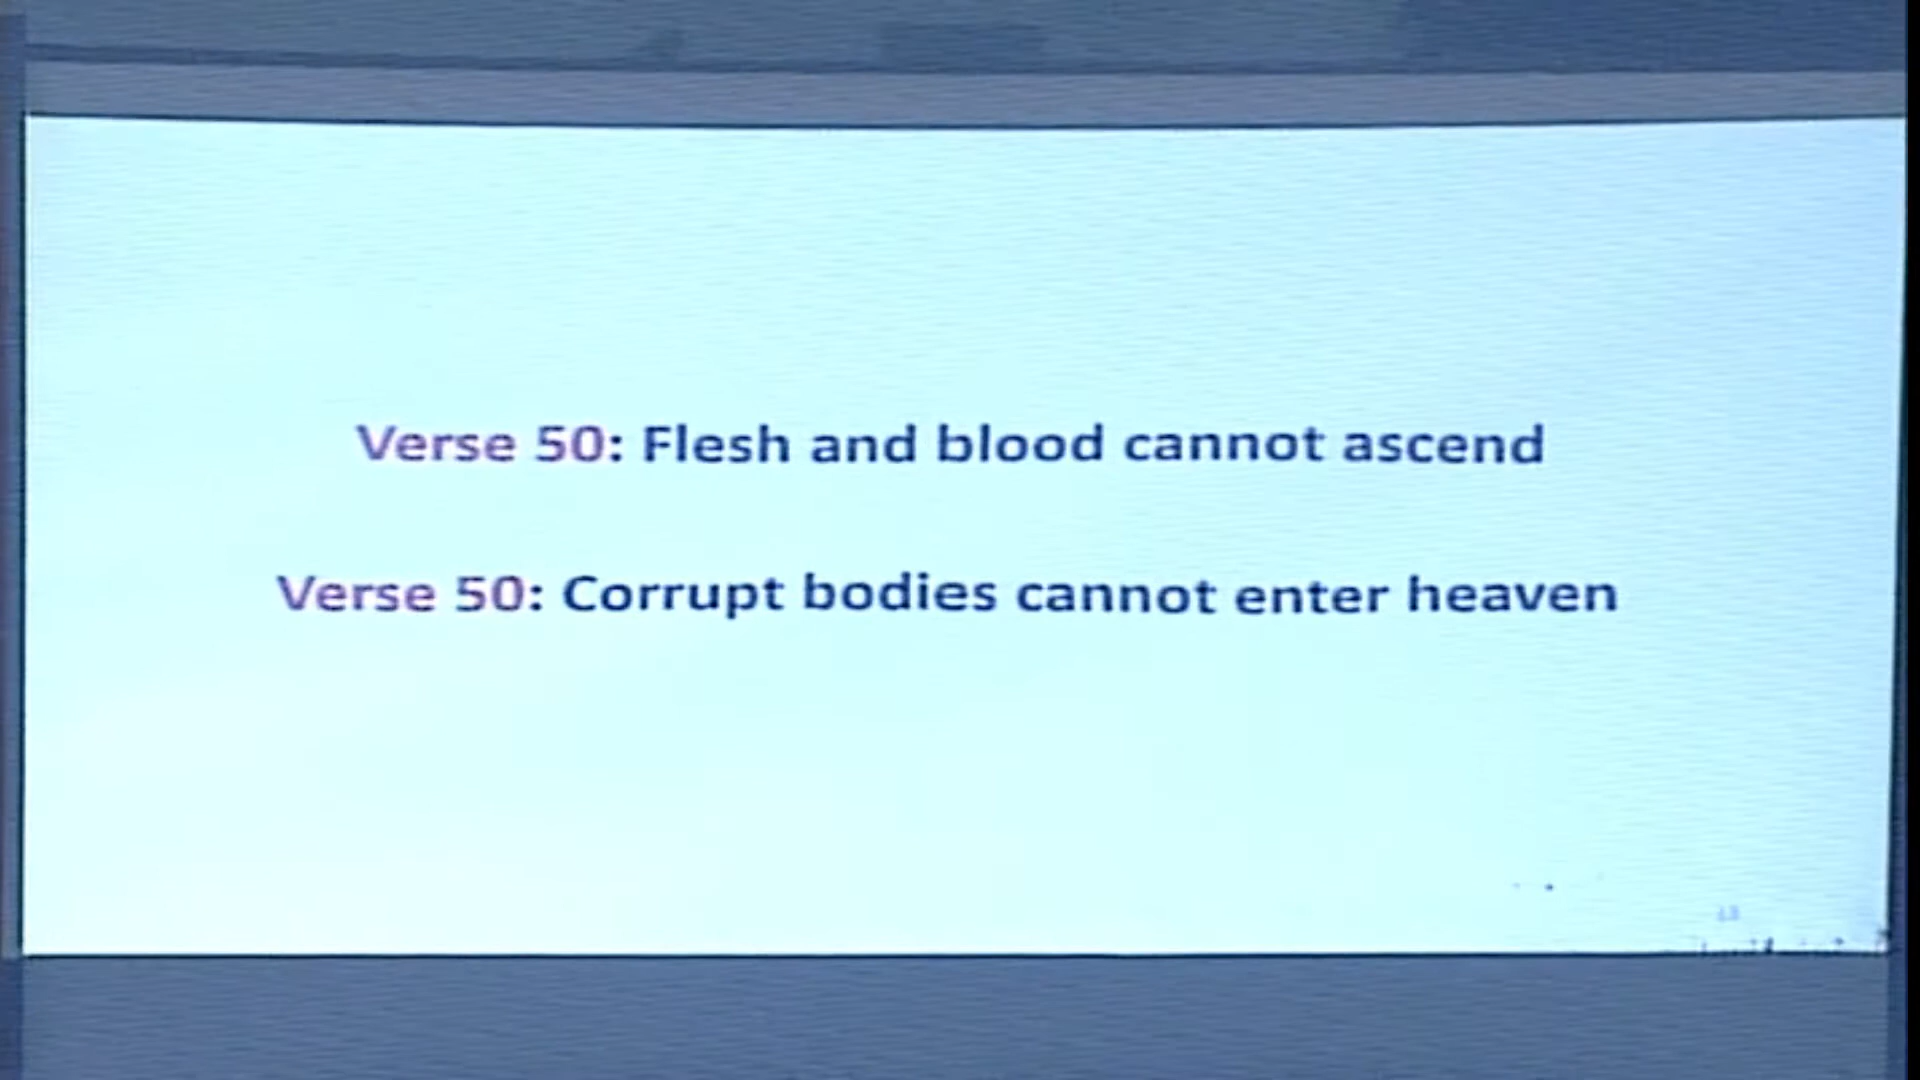 Verse 50: Flesh and blood cannot ascend
Verse 50: Corrupt bodies cannot enter heaven